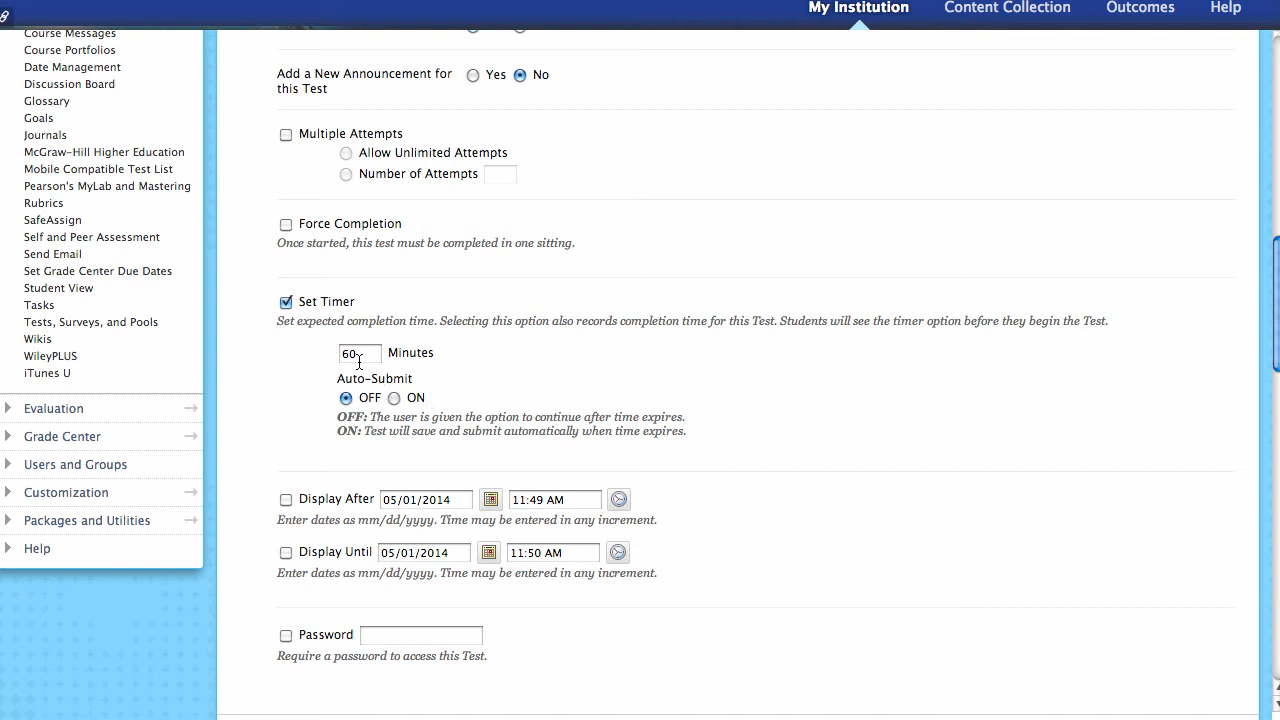 My Institution Content Collection Outcomes Help
Course Messages
Course Portfolios
Date Management
Discussion Board
Glossary
Goals
Journals
McGraw-Hill Higher Education
Mobile Compatible Test List
Pearson's MyLab and Mastering
Rubrics
SafeAssign
Self and Peer Assessment
Send Email
Set Grade Center Due Dates
Student View
Tasks
Tests, Surveys, and Pools
Wikis
WileyPLUS
iTunes U
Evaluation
Grade Center
Users and Groups
Customization
Packages and Utilities
Help
Add a New Announcement for
this Test
Yes No
Multiple Attempts
Allow Unlimited Attempts
Number of Attempts
Force Completion
Once started, this test must be completed in one sitting.
Set Timer
Set expected completion time. Selecting this option also records completion time for this Test. Students will see the timer option before they begin the Test.
60 Minutes
Auto-Submit
OFF ON
OFF: The user is given the option to continue after time expires.
ON: Test will save and submit automatically when time expires.
Display After 05/01/2014 11:49 AM
Enter dates as mm/dd/yyyy. Time may be entered in any increment.
Display Until 05/01/2014 11:50 AM
Enter dates as mm/dd/yyyy. Time may be entered in any increment.
Password
Require a password to access this Test.